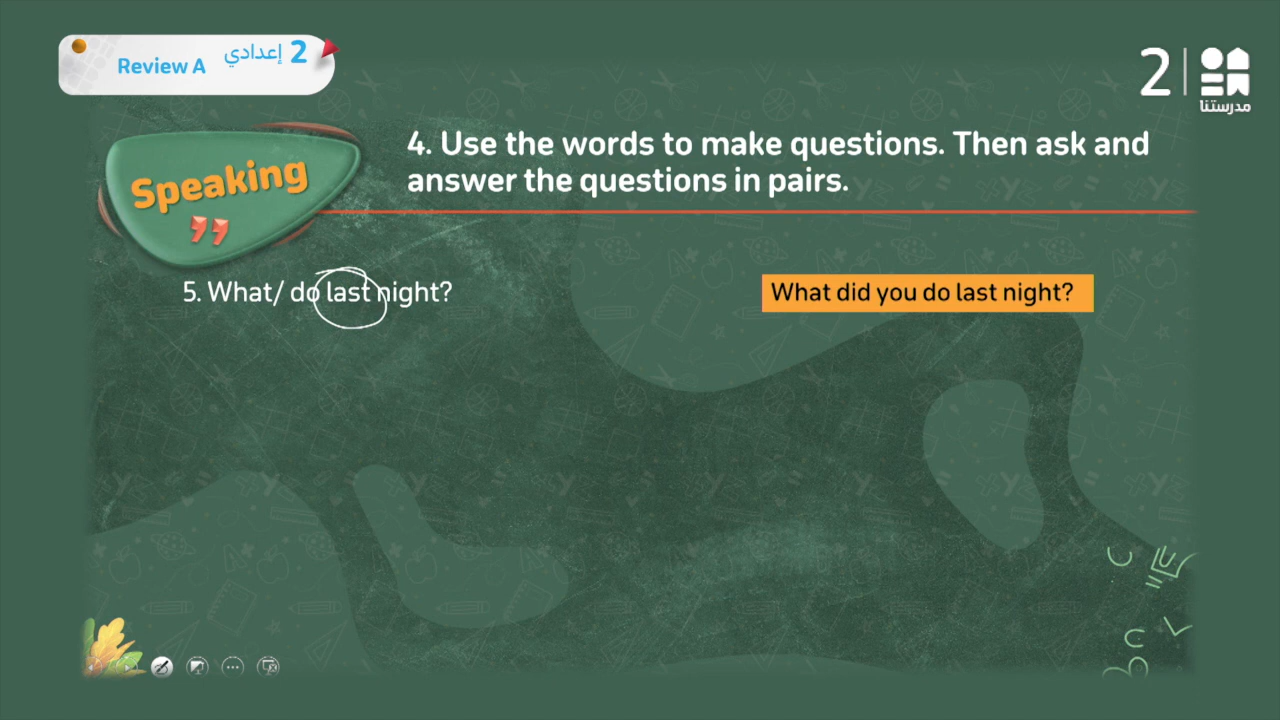 Review A
2 إعدادي
2
مدرستنا
Speaking
4. Use the words to make questions. Then ask and
answer the questions in pairs.
5. What/ do last night?
What did you do last night?